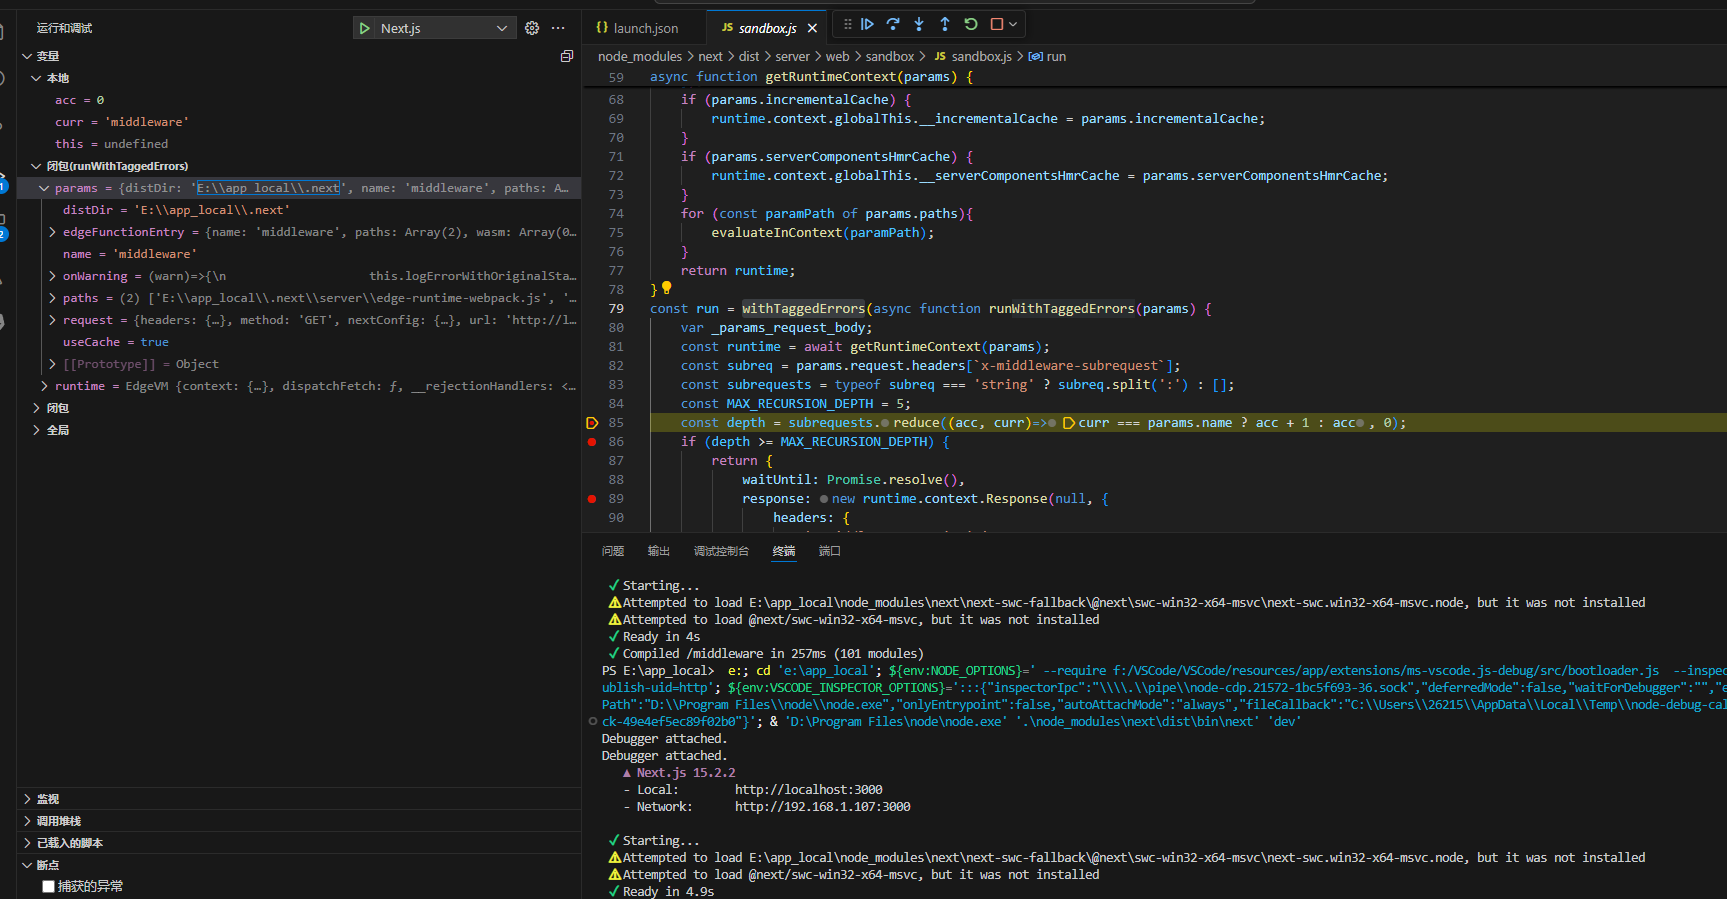 运行和调试
Next.js
变量
本地
acc = 0
curr = 'middleware'
this = undefined
闭包(runWithTaggedErrors)
params = {distDir: 'E:\\app_local\\.next', name: 'middleware', paths: A…
distDir = 'E:\\app_local\\.next'
edgeFunctionEntry = {name: 'middleware', paths: Array(2), wasm: Array(0…
name = 'middleware'
onWarning = (warn)=>{\n this.logErrorWithOriginalSta…
paths = (2) ['E:\\app_local\\.next\\server\\edge-runtime-webpack.js', '…
request = {headers: {…}, method: 'GET', nextConfig: {…}, url: 'http://l…
useCache = true
[[Prototype]] = Object
runtime = EdgeVM {context: {…}, dispatchFetch: ƒ, __rejectionHandlers: <…
闭包
全局
监视
调用堆栈
已载入的脚本
断点
捕获的异常
{} launch.json
JS sandbox.js
node_modules > next > dist > server > web > sandbox > JS sandbox.js > run
59 async function getRuntimeContext(params) {
68 if (params.incrementalCache) {
69 runtime.context.globalThis.__incrementalCache = params.incrementalCache;
70 }
71 if (params.serverComponentsHmrCache) {
72 runtime.context.globalThis.__serverComponentsHmrCache = params.serverComponentsHmrCache;
73 }
74 for (const paramPath of params.paths){
75 evaluateInContext(paramPath);
76 }
77 return runtime;
78 }
79 const run = withTaggedErrors(async function runWithTaggedErrors(params) {
80 var _params_request_body;
81 const runtime = await getRuntimeContext(params);
82 const subreq = params.request.headers[`x-middleware-subrequest`];
83 const subrequests = typeof subreq === 'string' ? subreq.split(':') : [];
84 const MAX_RECURSION_DEPTH = 5;
85 const depth = subrequests.reduce((acc, curr)=>curr === params.name ? acc + 1 : acc, 0);
86 if (depth >= MAX_RECURSION_DEPTH) {
87 return {
88 waitUntil: Promise.resolve(),
89 response: new runtime.context.Response(null, {
90 headers: {
问题 输出 调试控制台 终端 端口
✓ Starting...
⚠ Attempted to load E:\app_local\node_modules\next\next-swc-fallback\@next\swc-win32-x64-msvc\next-swc.win32-x64-msvc.node, but it was not installed
⚠ Attempted to load @next/swc-win32-x64-msvc, but it was not installed
✓ Ready in 4s
✓ Compiled /middleware in 257ms (101 modules)
PS E:\app_local> e:; cd 'e:\app_local'; ${env:NODE_OPTIONS}=' --require f:/VSCode/VSCode/resources/app/extensions/ms-vscode.js-debug/src/bootloader.js --inspec
ublish-uid=http'; ${env:VSCODE_INSPECTOR_OPTIONS}=':::{"inspectorIpc":"\\\\.\\pipe\\node-cdp.21572-1bc5f693-36.sock","deferredMode":false,"waitForDebugger":"","e
Path":"D:\\Program Files\\node\\node.exe","onlyEntrypoint":false,"autoAttachMode":"always","fileCallback":"C:\\Users\\26215\\AppData\\Local\\Temp\\node-debug-cal
ck-49e4ef5ec89f02b0"}'; & 'D:\Program Files\node\node.exe' '.\node_modules\next\dist\bin\next' 'dev'
Debugger attached.
Debugger attached.
▲ Next.js 15.2.2
- Local: http://localhost:3000
- Network: http://192.168.1.107:3000
✓ Starting...
⚠ Attempted to load E:\app_local\node_modules\next\next-swc-fallback\@next\swc-win32-x64-msvc\next-swc.win32-x64-msvc.node, but it was not installed
⚠ Attempted to load @next/swc-win32-x64-msvc, but it was not installed
✓ Ready in 4.9s